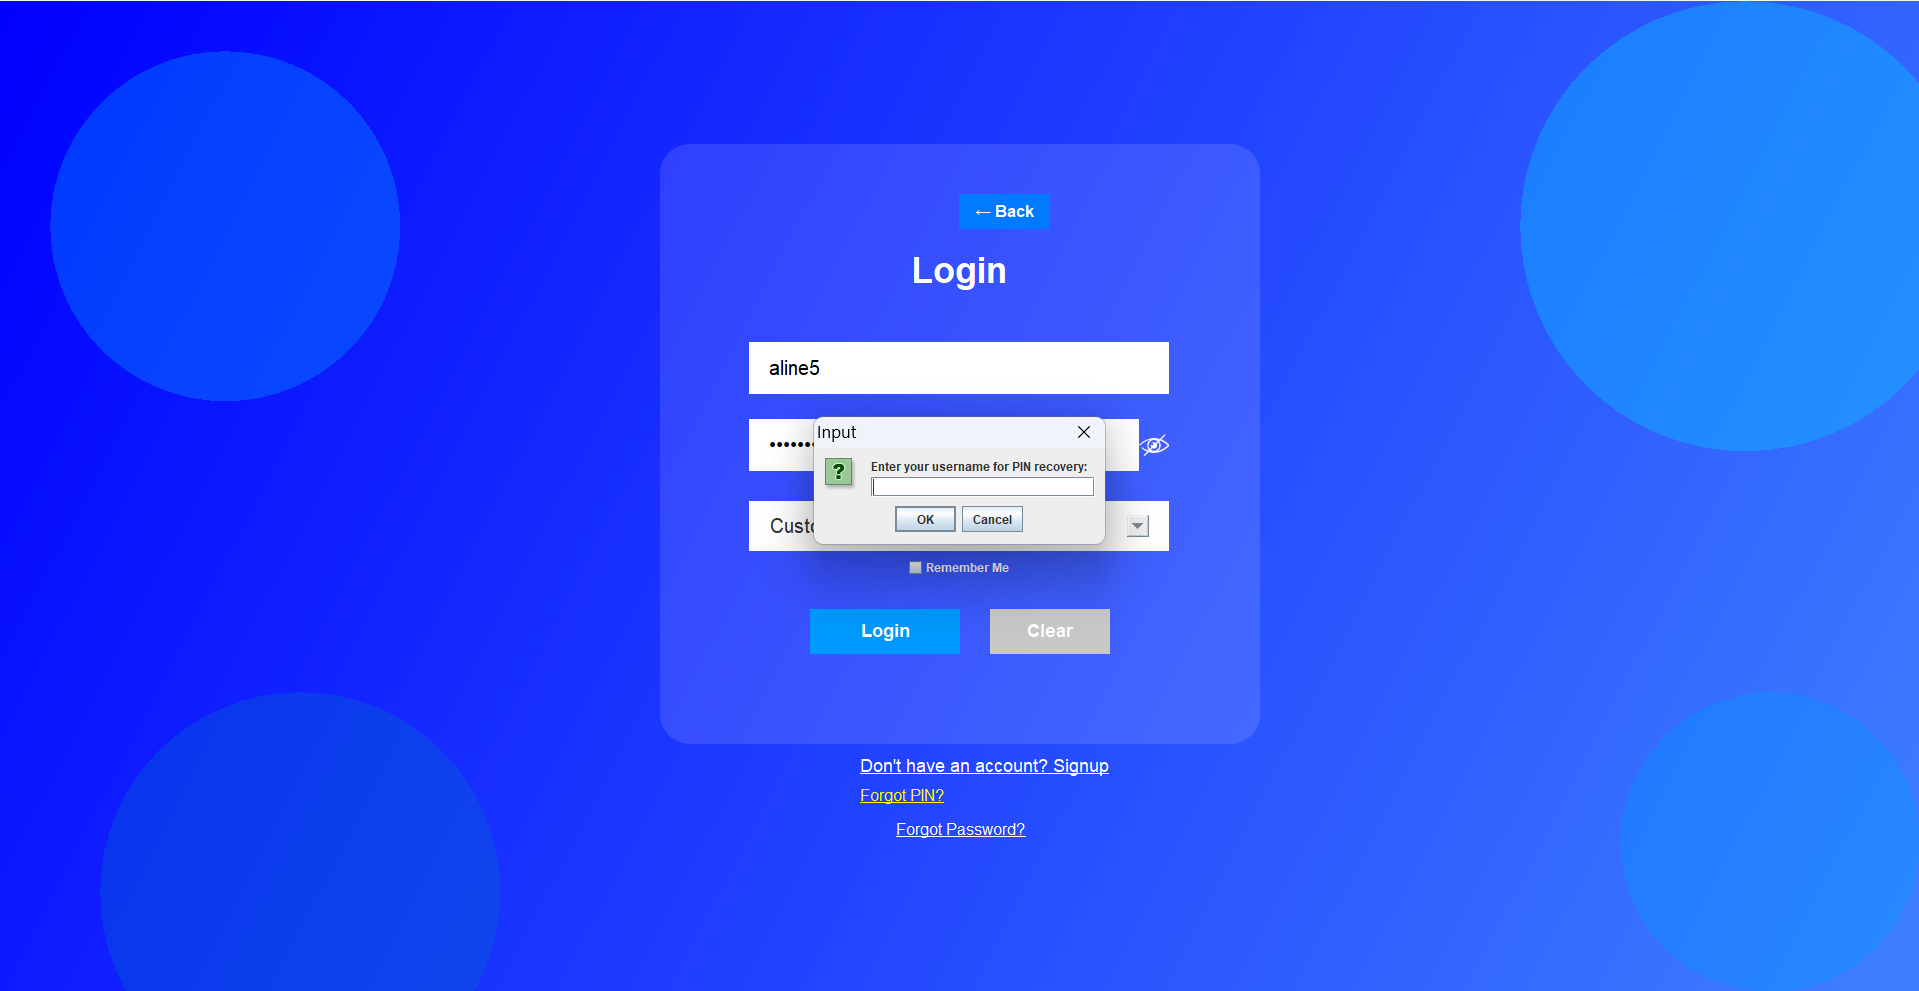 ← Back
Login
aline5
•••••••
Input
Enter your username for PIN recovery:
OK
Cancel
Remember Me
Login
Clear
Don't have an account? Signup
Forgot PIN?
Forgot Password?